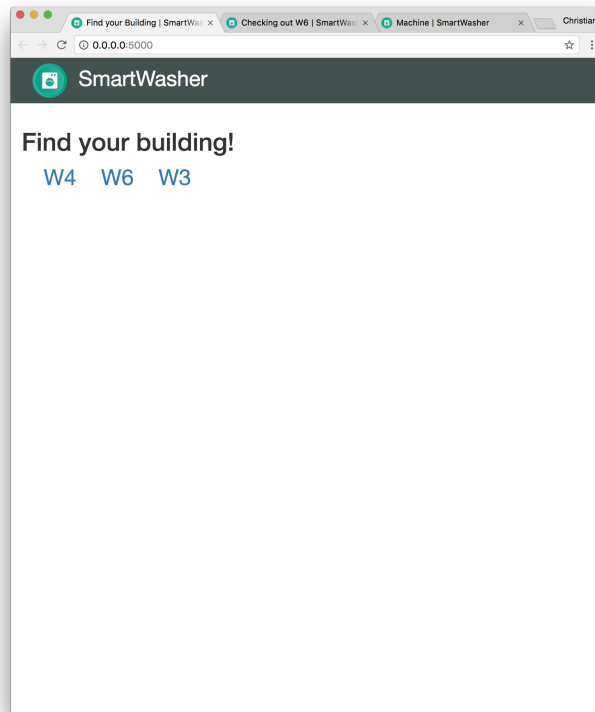 Find your Building | SmartWas
Checking out W6 | SmartWas
Machine | SmartWasher
Christian
0.0.0.0:5000
SmartWasher
Find your building!
W4 W6 W3